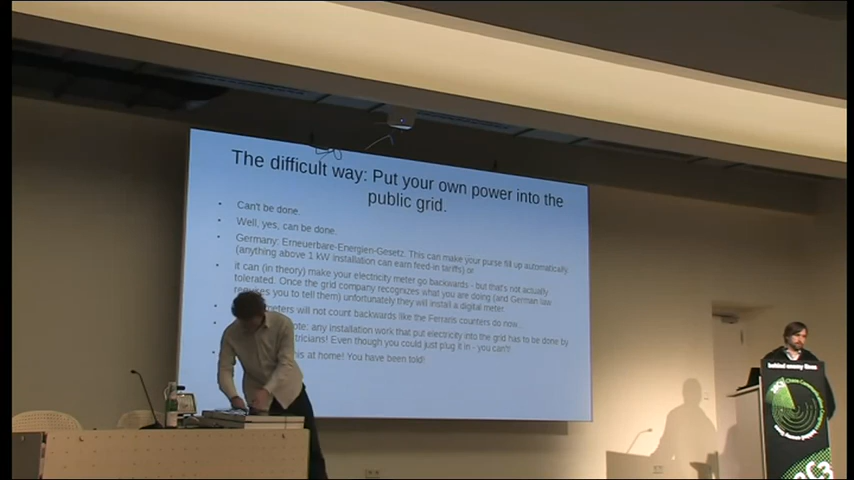 The difficult way: Put your own power into the
public grid.
Can't be done.
Well, yes, can be done.
Germany: Erneuerbare-Energien-Gesetz. This can make your purse fill up automatically
(anything above 1 kW installation can earn feed-in tariffs) or
it can (in theory) make your electricity meter go backwards - but that's not actually
tolerated. Once the grid company recognizes what you are doing (and German law
requires you to tell them) unfortunately they will install a digital meter.
meters will not count backwards like the Ferraris counters do now.
note: any installation work that put electricity into the grid has to be done by
Even though you could just plug it in - you can't!
this at home! You have been told!
behind enemy lines